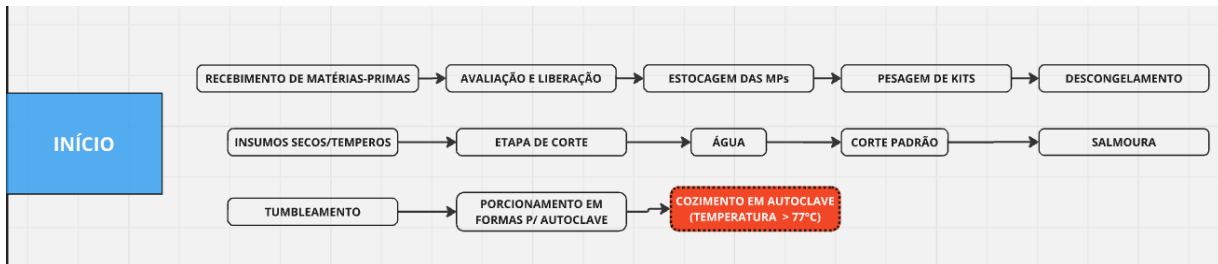 INÍCIO
RECEBIMENTO DE MATÉRIAS-PRIMAS
AVALIAÇÃO E LIBERAÇÃO
ESTOCAGEM DAS MPs
PESAGEM DE KITS
DESCONGELAMENTO
INSUMOS SECOS/TEMPEROS
ETAPA DE CORTE
ÁGUA
CORTE PADRÃO
SALMOURA
TUMBLEAMENTO
PORCIONAMENTO EM
FORMAS P/ AUTOCLAVE
COZIMENTO EM AUTOCLAVE
(TEMPERATURA > 77°C)